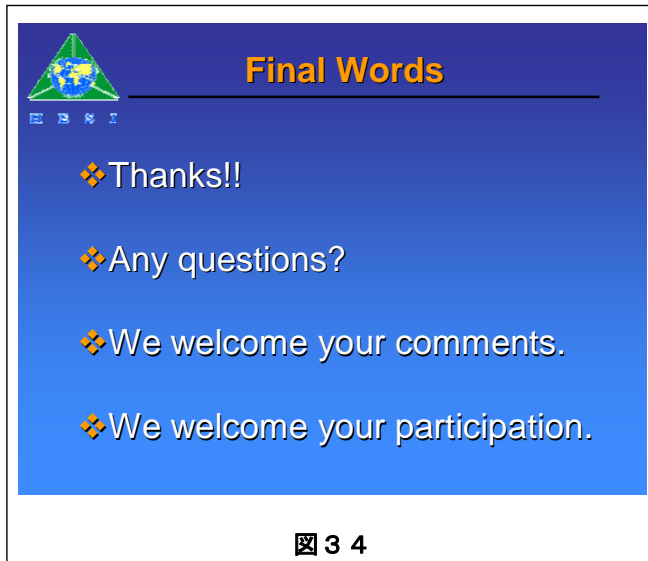 Final Words
H E S I
Thanks!!
Any questions?
We welcome your comments.
We welcome your participation.
図３４